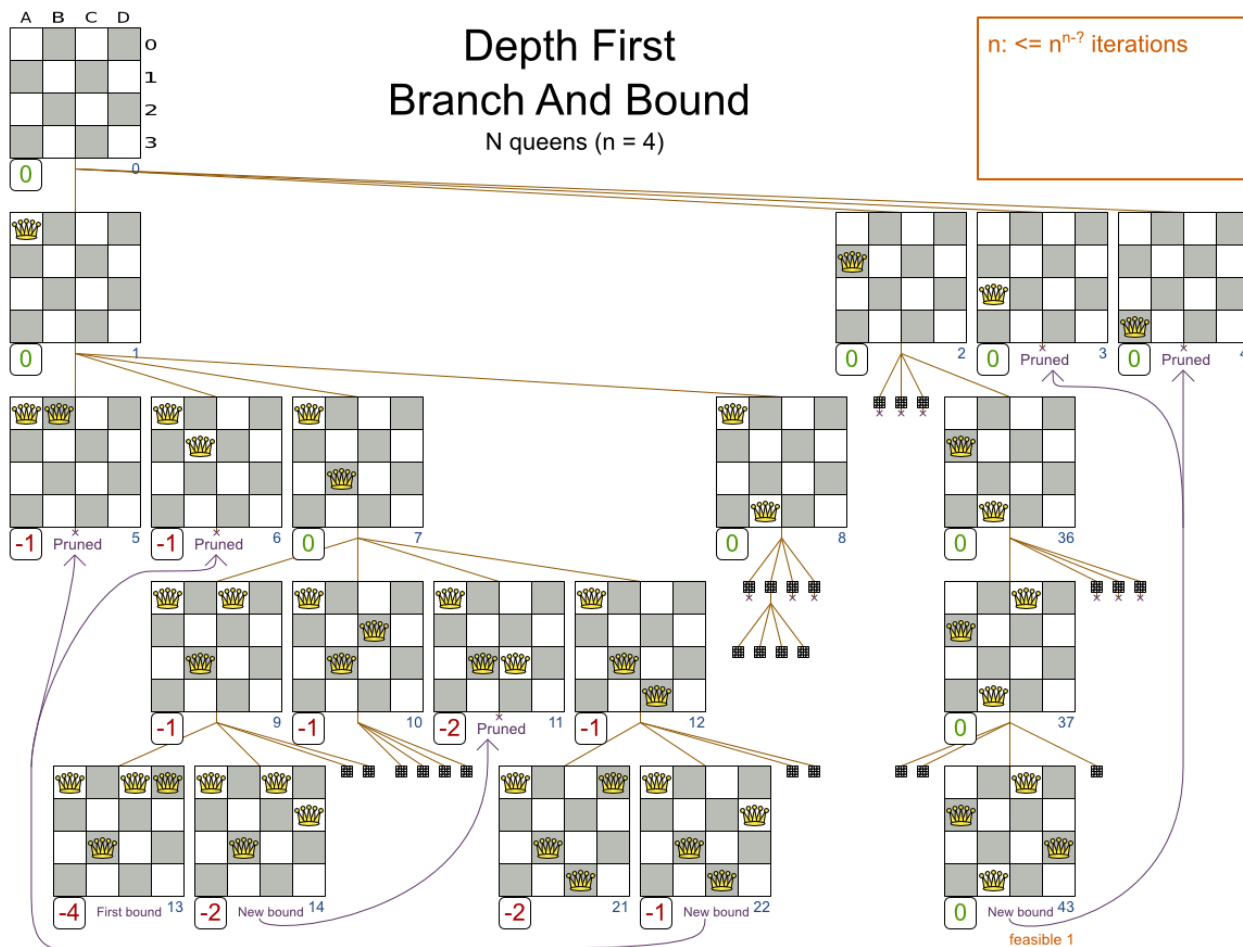 A B C D
0
1
2
3
Depth First
Branch And Bound
N queens (n = 4)
n: <= n^n-? iterations
0
0
0
1
0
2
0
Pruned
3
0
Pruned
4
-1
Pruned
5
-1
Pruned
6
0
7
0
8
0
36
-1
9
-1
10
-2
Pruned
11
-1
12
0
37
-4
First bound
13
-2
New bound
14
-2
21
-1
New bound
22
0
New bound
43
feasible 1